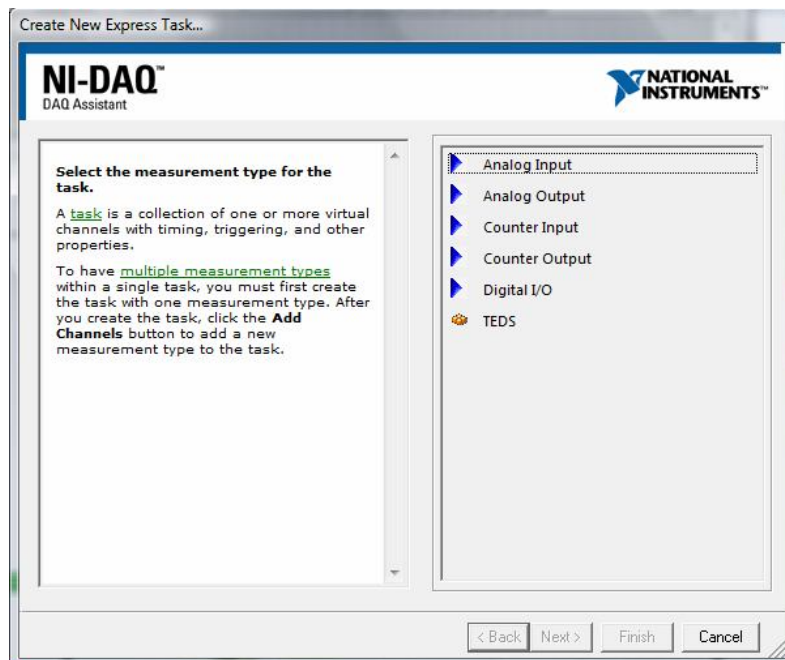 Create New Express Task...
NI-DAQ™
DAQ Assistant
NATIONAL
INSTRUMENTS™
Select the measurement type for the
task.
A task is a collection of one or more virtual
channels with timing, triggering, and other
properties.
To have multiple measurement types
within a single task, you must first create
the task with one measurement type. After
you create the task, click the Add
Channels button to add a new
measurement type to the task.
Analog Input
Analog Output
Counter Input
Counter Output
Digital I/O
TEDS
< Back Next > Finish Cancel